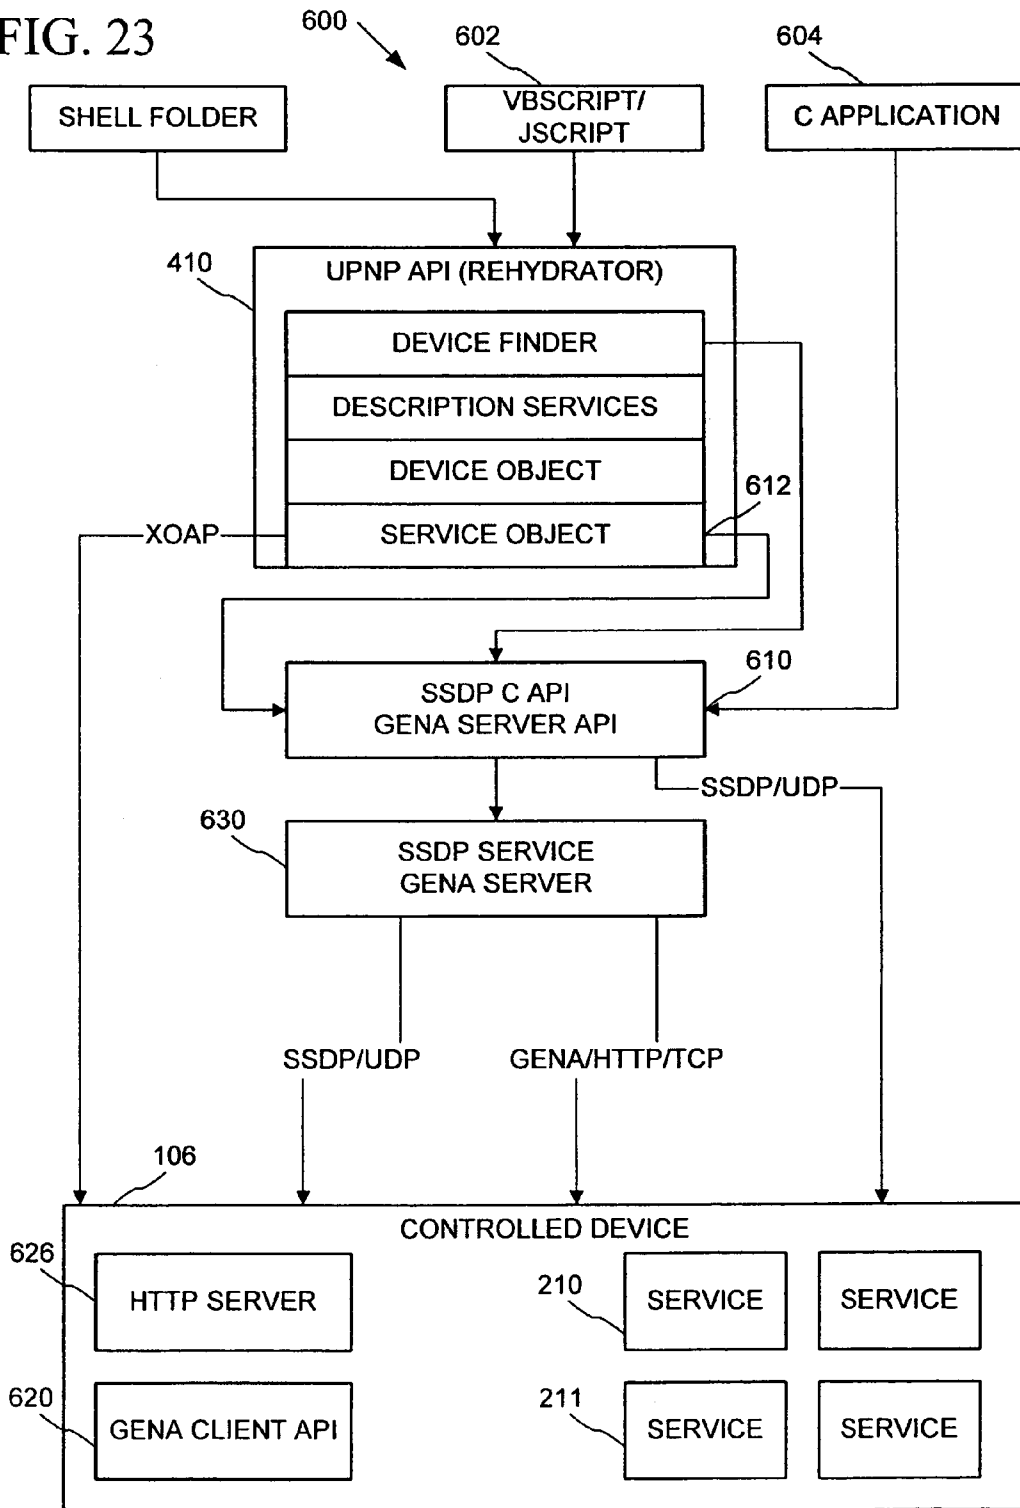 FIG. 23
600
602
604
SHELL FOLDER
VBSCRIPT/
JSCRIPT
C APPLICATION
410
UPNP API (REHYDRATOR)
DEVICE FINDER
DESCRIPTION SERVICES
DEVICE OBJECT
612
XOAP
SERVICE OBJECT
610
SSDP C API
GENA SERVER API
SSDP/UDP
630
SSDP SERVICE
GENA SERVER
SSDP/UDP
GENA/HTTP/TCP
106
CONTROLLED DEVICE
626
HTTP SERVER
210
SERVICE
SERVICE
620
GENA CLIENT API
211
SERVICE
SERVICE